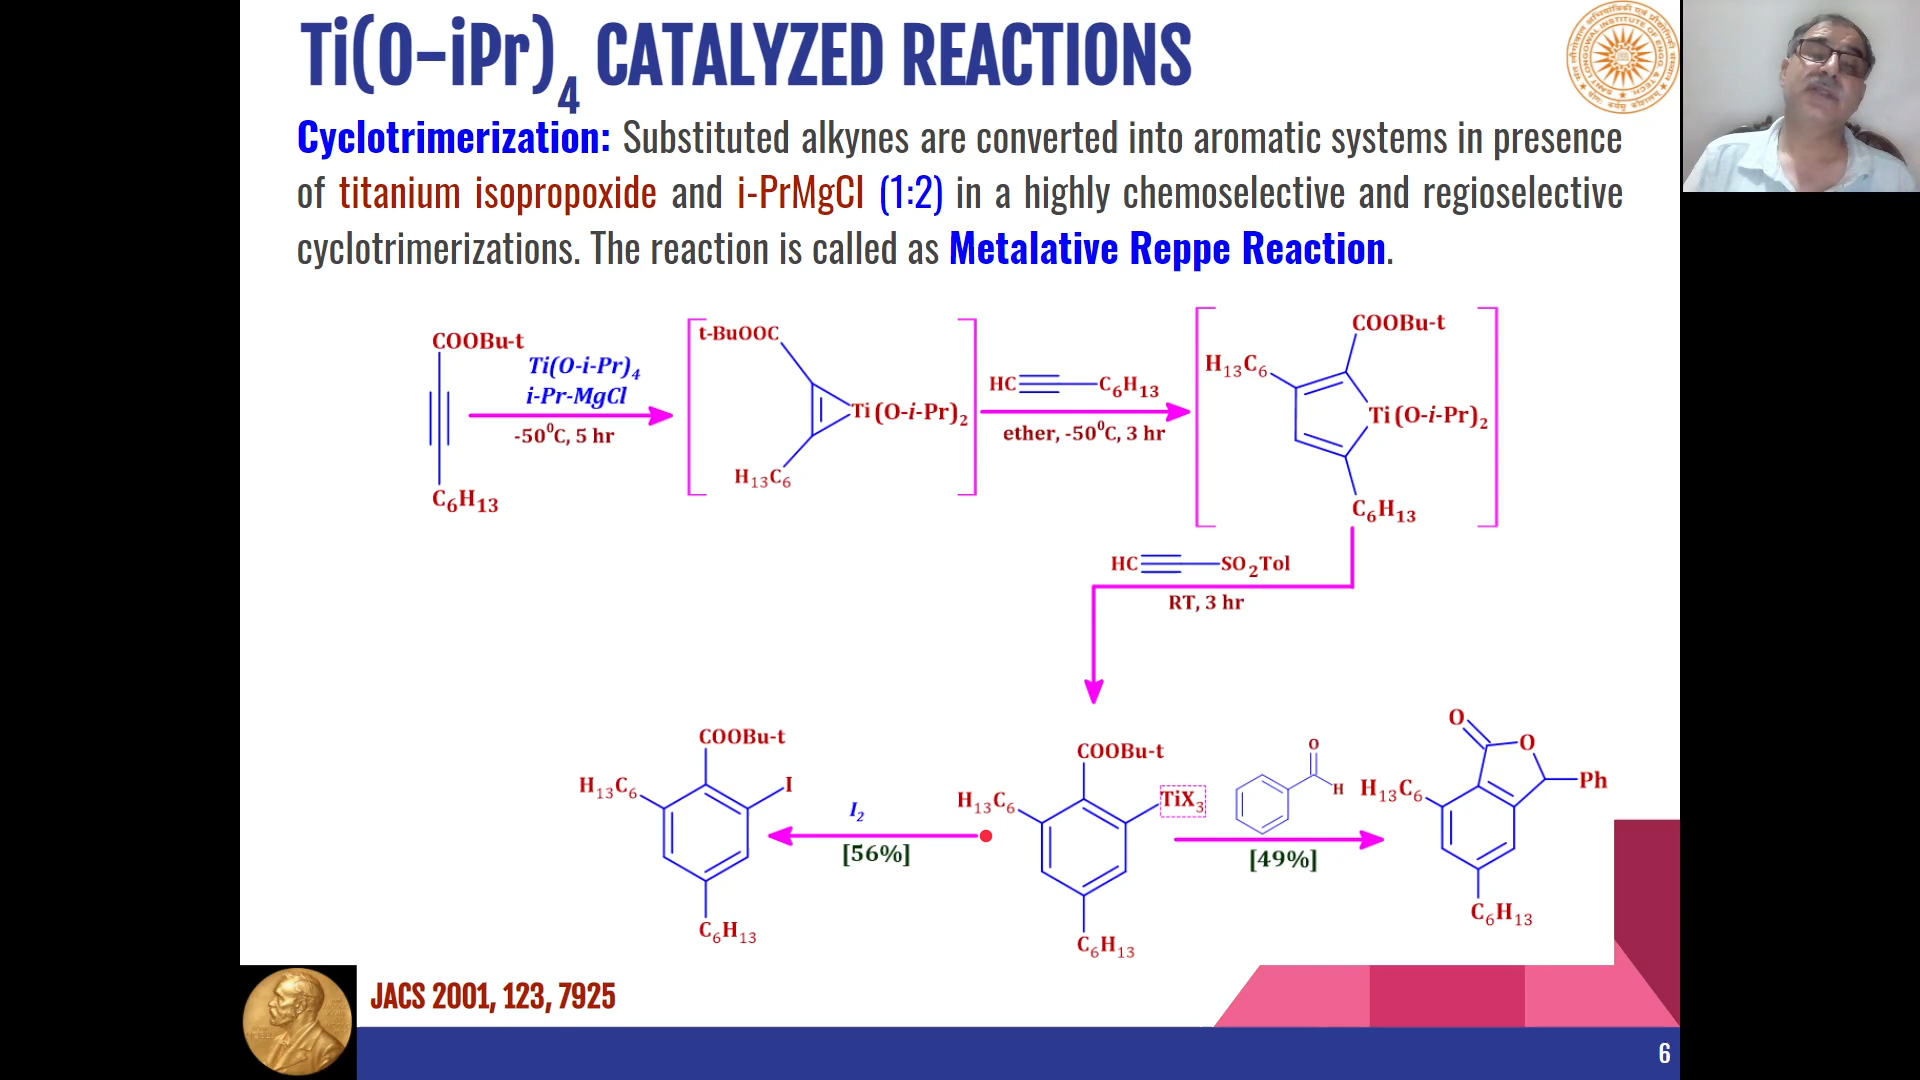 Ti(O-iPr)4 CATALYZED REACTIONS
Cyclotrimerization: Substituted alkynes are converted into aromatic systems in presence
of titanium isopropoxide and i-PrMgCl (1:2) in a highly chemoselective and regioselective
cyclotrimerizations. The reaction is called as Metalative Reppe Reaction.
COOBu-t
Ti(O-i-Pr)4
i-Pr-MgCl
-50⁰C, 5 hr
C6H13
t-BuOOC
Ti(O-i-Pr)2
H13C6
HC
C6H13
ether, -50⁰C, 3 hr
COOBu-t
H13C6
Ti(O-i-Pr)2
C6H13
HC
SO2Tol
RT, 3 hr
COOBu-t
H13C6
I
C6H13
I2
[56%]
COOBu-t
H13C6
TiX3
C6H13
O
H
[49%]
O
O
H13C6
Ph
C6H13
JACS 2001, 123, 7925
6